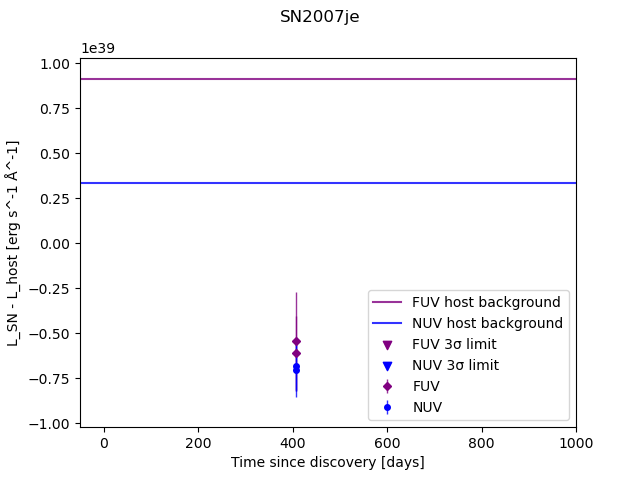 SN2007je
1e39
1.00
0.75
0.50
0.25
0.00
−0.25
−0.50
−0.75
−1.00
L_SN - L_host [erg s^-1 Å^-1]
FUV host background
NUV host background
FUV 3σ limit
NUV 3σ limit
FUV
NUV
0 200 400 600 800 1000
Time since discovery [days]